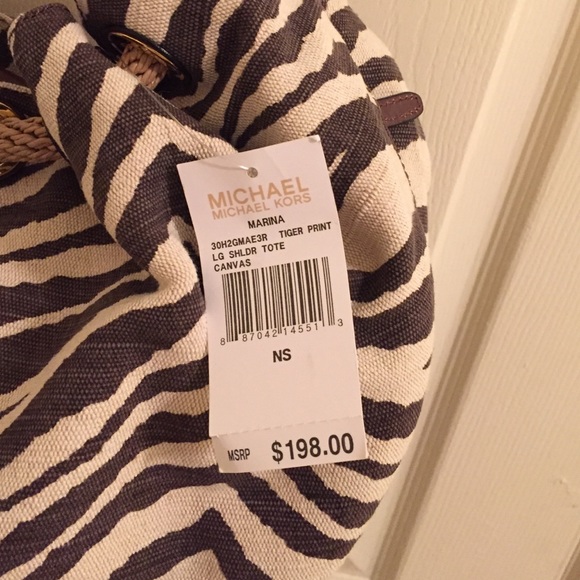 MICHAEL
MICHAEL KORS
MARINA
30H2GMAE3R TIGER PRINT
LG SHLDR TOTE
CANVAS
8 87042 14551 3
NS
MSRP $198.00